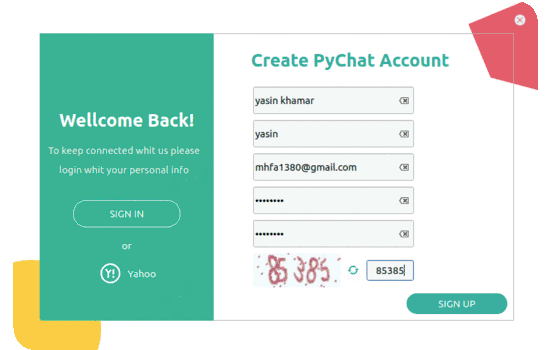 Wellcome Back!
To keep connected whit us please
login whit your personal info
SIGN IN
or
Y! Yahoo
Create PyChat Account
yasin khamar
yasin
mhfa1380@gmail.com
••••••••
••••••••
85385 85385
SIGN UP